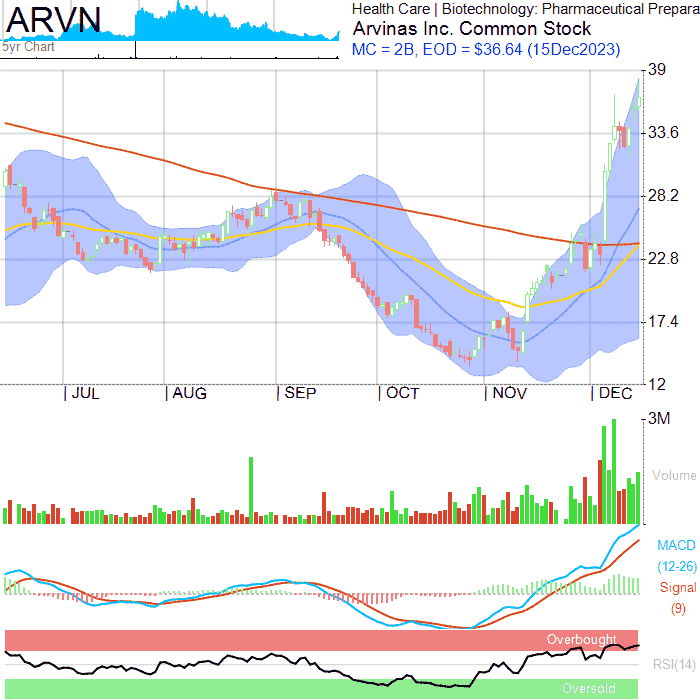 ARVN
5yr Chart
Health Care | Biotechnology: Pharmaceutical Prepara
Arvinas Inc. Common Stock
MC = 2B, EOD = $36.64 (15Dec2023)
39
33.6
28.2
22.8
17.4
12
| JUL | AUG | SEP | OCT | NOV | DEC
3M
Volume
MACD
(12-26)
Signal
(9)
Overbought
RSI(14)
Oversold